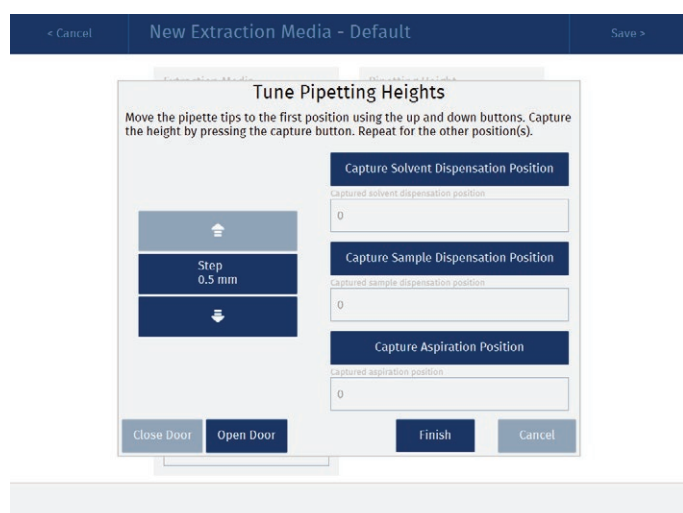 < Cancel
New Extraction Media - Default
Save >
Tune Pipetting Heights
Move the pipette tips to the first position using the up and down buttons. Capture
the height by pressing the capture button. Repeat for the other position(s).
Capture Solvent Dispensation Position
Captured solvent dispensation position
0
Step
0.5 mm
Capture Sample Dispensation Position
Captured sample dispensation position
0
Capture Aspiration Position
Captured aspiration position
0
Close Door
Open Door
Finish
Cancel